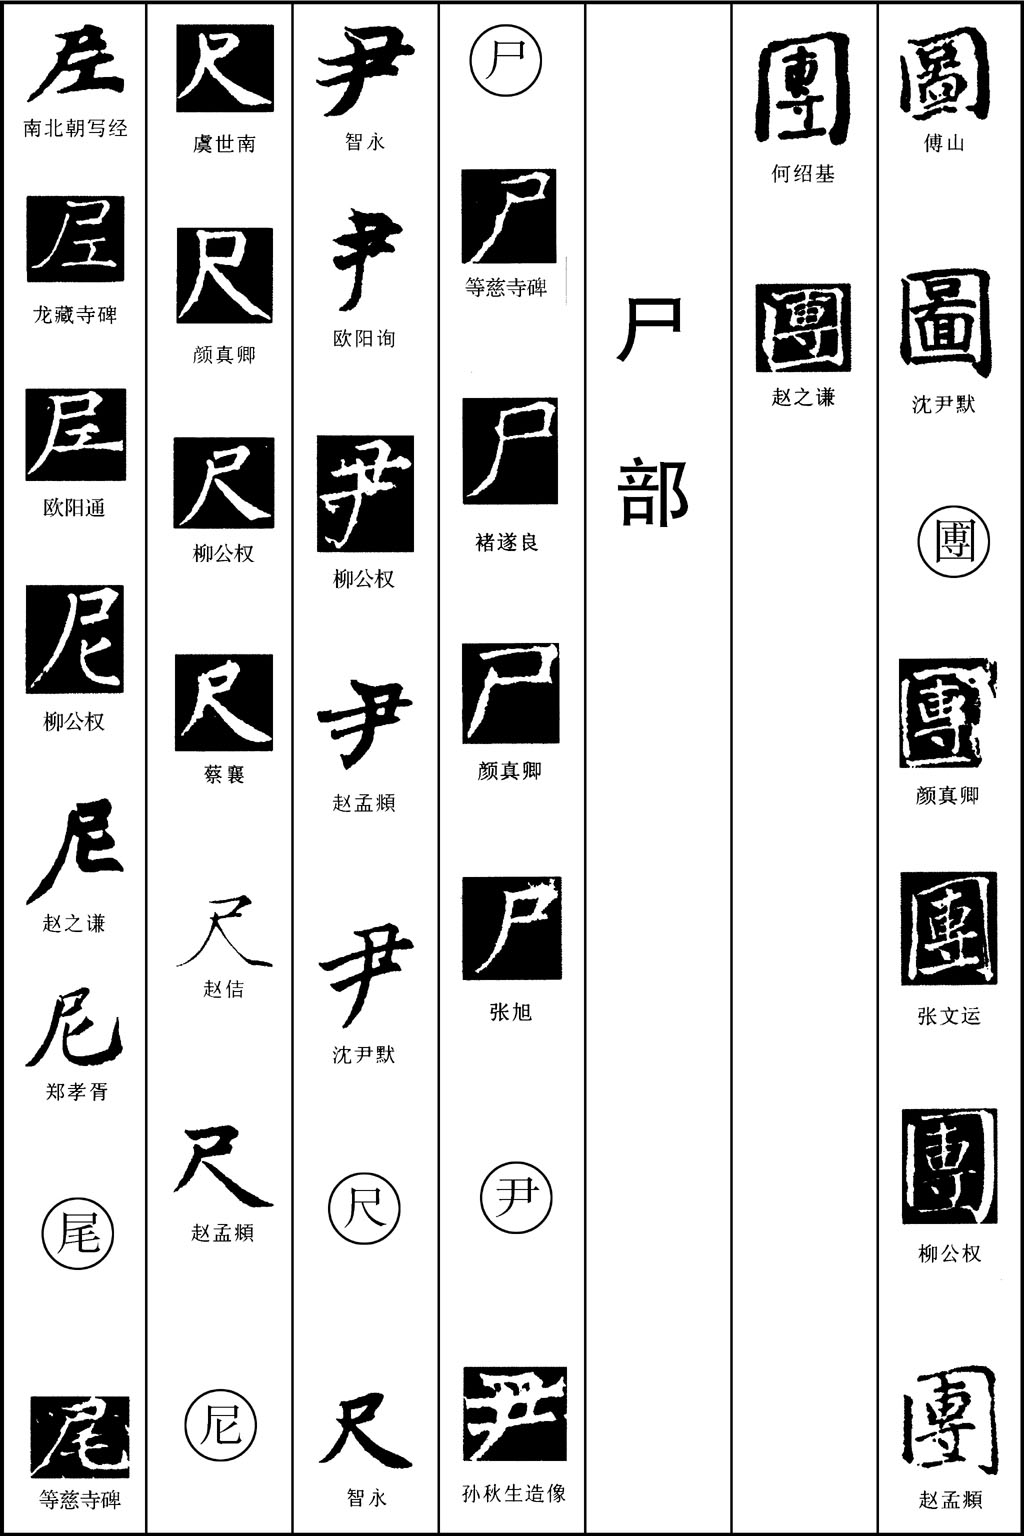 圖
傅山
圖
沈尹默
團
團
颜真卿
團
张文运
團
柳公权
團
赵孟頫
團
何绍基
團
赵之谦
尸部
尸
尸
等慈寺碑
尸
褚遂良
尸
颜真卿
尸
张旭
尹
尹
孙秋生造像
尹
智永
尹
欧阳询
尹
柳公权
尹
赵孟頫
尹
沈尹默
尺
尺
智永
尺
虞世南
尺
颜真卿
尺
柳公权
尺
蔡襄
尺
赵佶
尺
赵孟頫
尼
南北朝写经
龙藏寺碑
欧阳通
尼
柳公权
尼
赵之谦
尼
郑孝胥
尾
尾
等慈寺碑